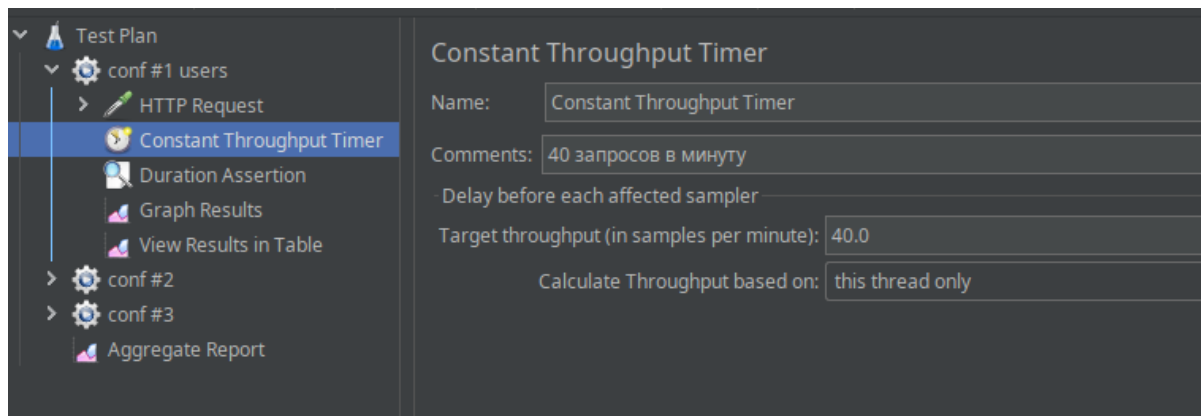 Test Plan
conf #1 users
HTTP Request
Constant Throughput Timer
Duration Assertion
Graph Results
View Results in Table
conf #2
conf #3
Aggregate Report
Constant Throughput Timer
Name: Constant Throughput Timer
Comments: 40 запросов в минуту
Delay before each affected sampler
Target throughput (in samples per minute): 40.0
Calculate Throughput based on: this thread only